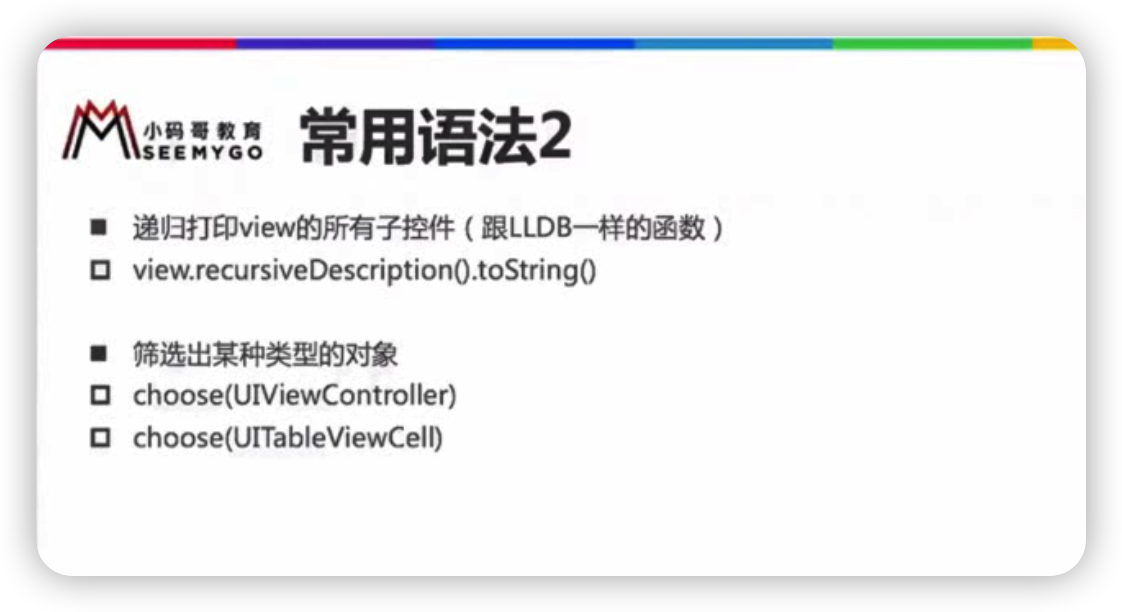 小码哥教育
SEEMYGO
常用语法2
递归打印view的所有子控件（跟LLDB一样的函数）
view.recursiveDescription().toString()
筛选出某种类型的对象
choose(UIViewController)
choose(UITableViewCell)